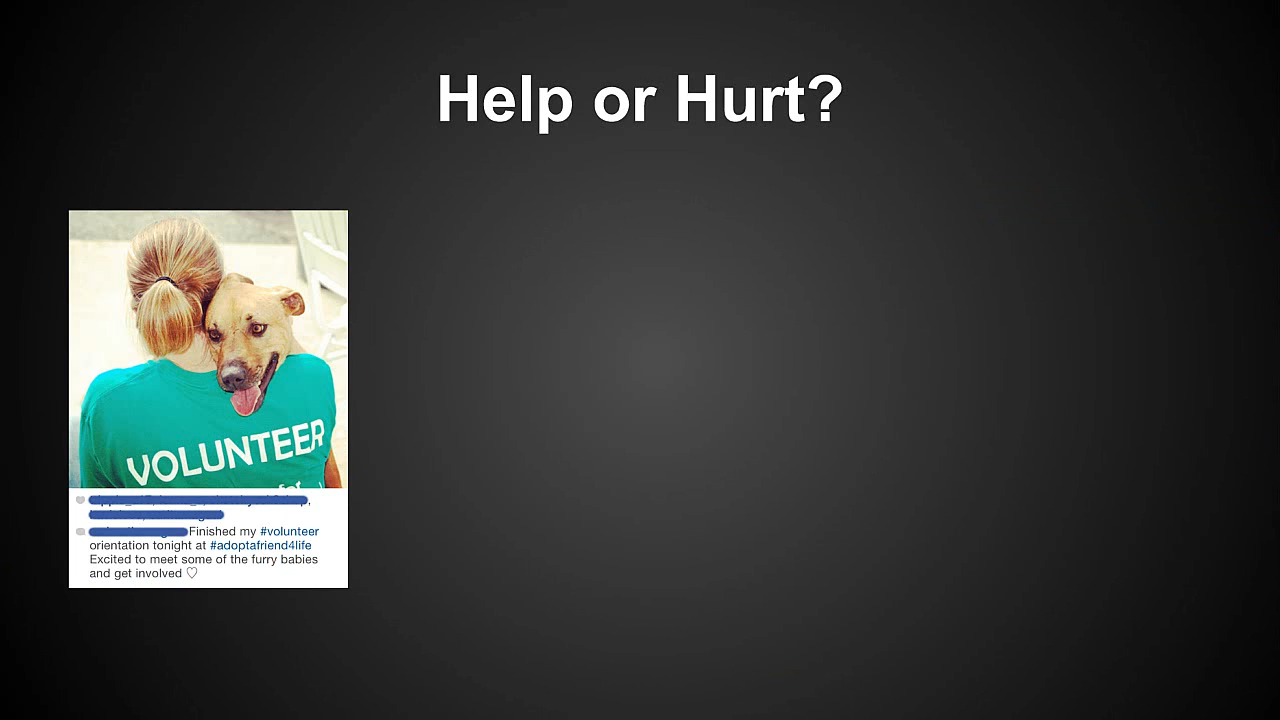 Help or Hurt?
VOLUNTEER
for
Finished my #volunteer
orientation tonight at #adoptafriend4life
Excited to meet some of the furry babies
and get involved ♡